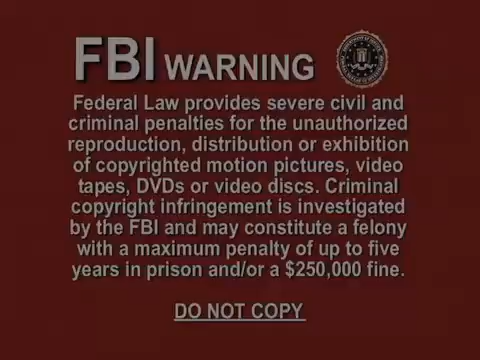 FBI WARNING
Federal Law provides severe civil and
criminal penalties for the unauthorized
reproduction, distribution or exhibition
of copyrighted motion pictures, video
tapes, DVDs or video discs. Criminal
copyright infringement is investigated
by the FBI and may constitute a felony
with a maximum penalty of up to five
years in prison and/or a $250,000 fine.
DO NOT COPY